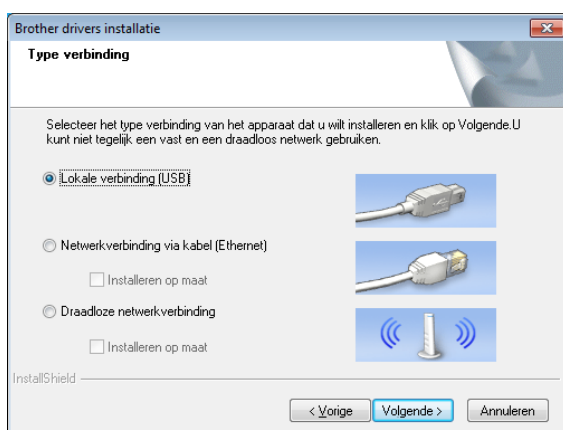 Brother drivers installatie
Type verbinding
Selecteer het type verbinding van het apparaat dat u wilt installeren en klik op Volgende.U
kunt niet tegelijk een vast en een draadloos netwerk gebruiken.
Lokale verbinding (USB)
Netwerkverbinding via kabel (Ethernet)
Installeren op maat
Draadloze netwerkverbinding
Installeren op maat
InstallShield
< Vorige
Volgende >
Annuleren